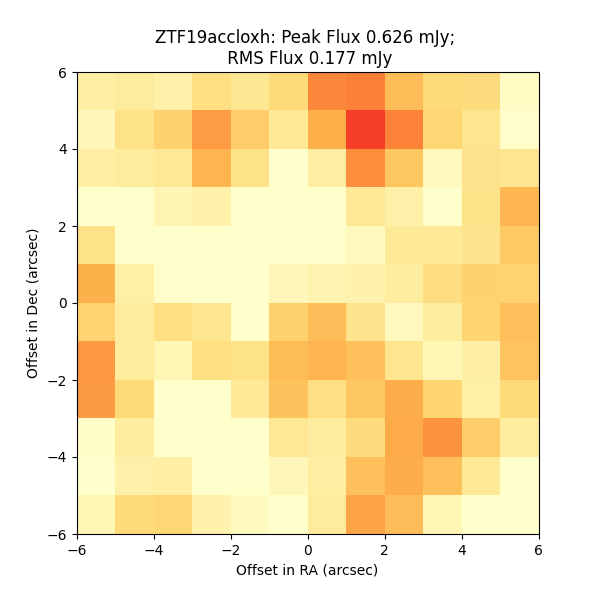 ZTF19accloxh: Peak Flux 0.626 mJy;
RMS Flux 0.177 mJy
6
4
2
0
−2
−4
−6
Offset in Dec (arcsec)
−6 −4 −2 0 2 4 6
Offset in RA (arcsec)